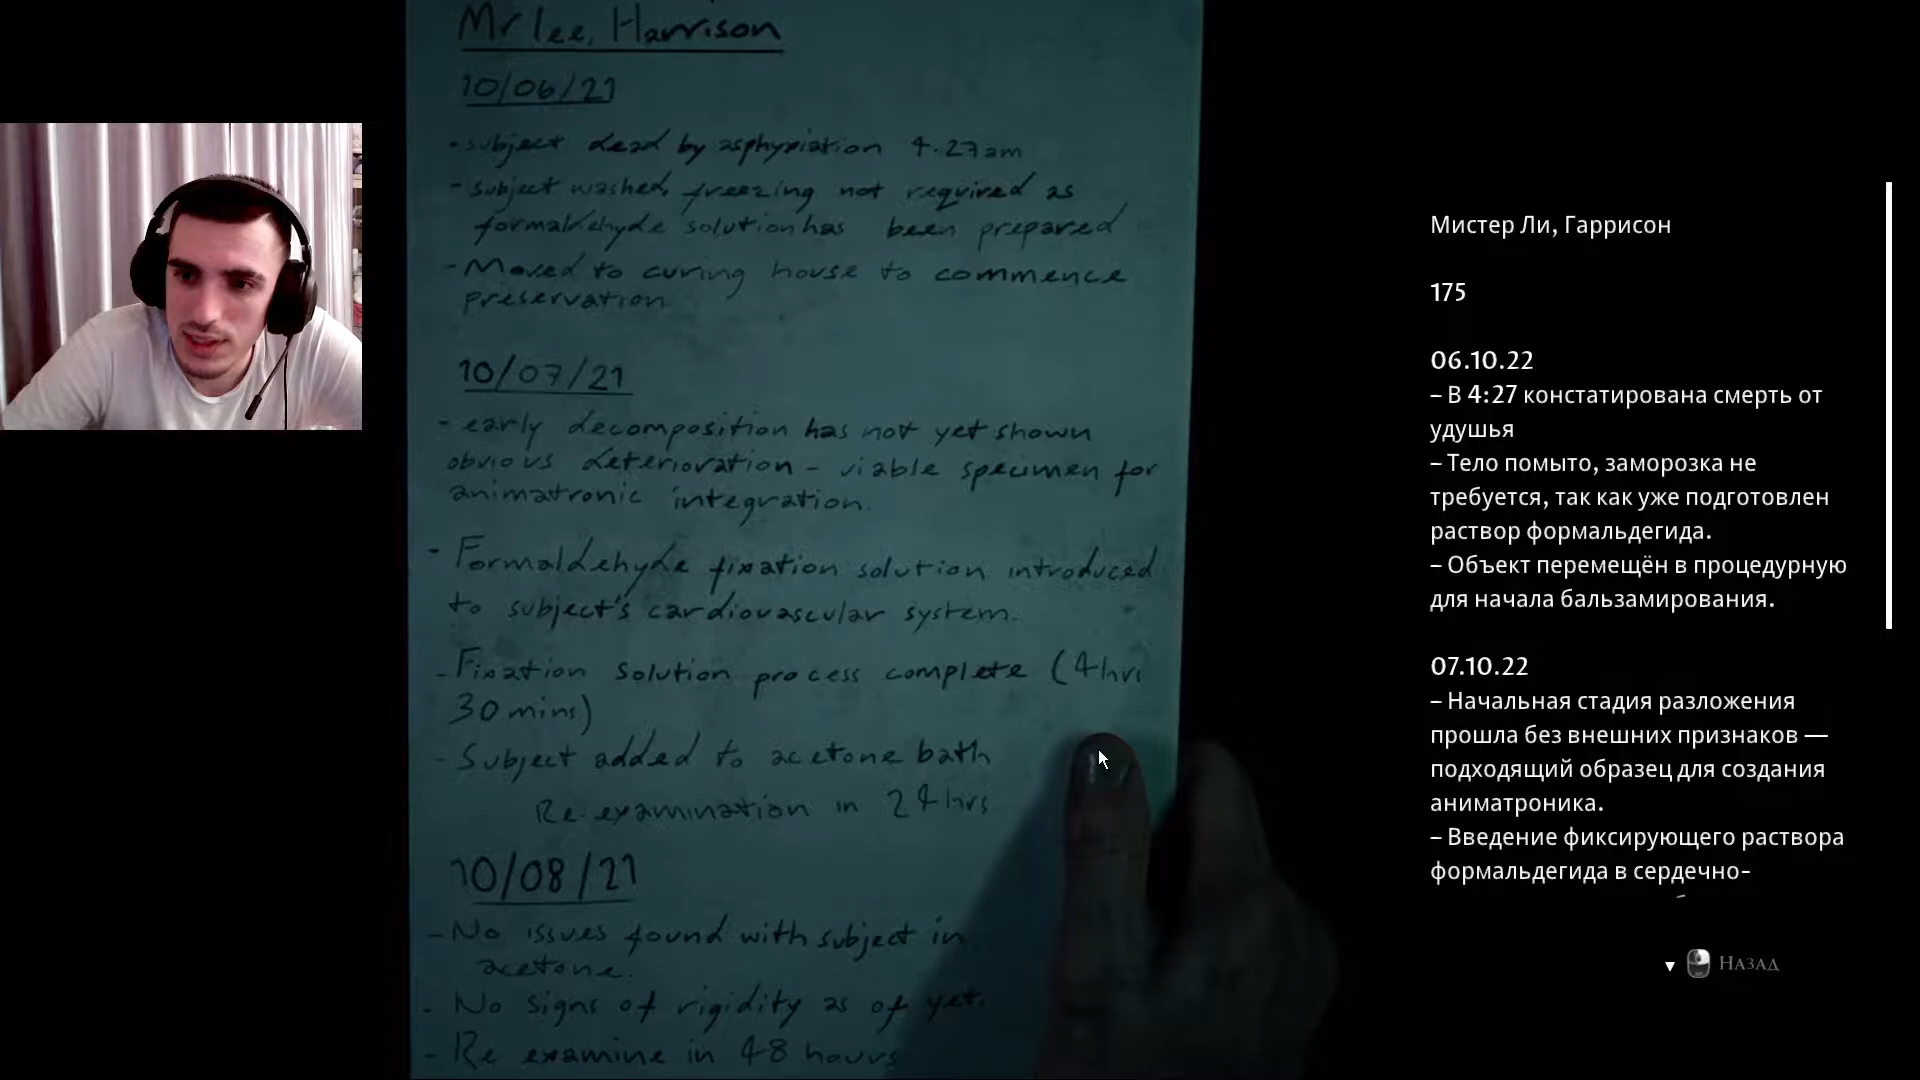 Mr lee, Harrison
10/06/21
- subject dead by asphyxiation 4.27am
- subject washed, freezing not required as
formaldehyde solution has been prepared
- Moved to curing house to commence
preservation
10/07/21
- early decomposition has not yet shown
obvious deterioration - viable specimen for
animatronic integration.
- Formaldehyde fixation solution introduced
to subject's cardiovascular system.
- Fixation solution process complete (4hrs
30 mins)
- Subject added to acetone bath
Re-examination in 24hrs
10/08/21
- No issues found with subject in
acetone.
- No signs of rigidity as of yet.
- Re examine in 48 hours
Мистер Ли, Гаррисон
175
06.10.22
– В 4:27 констатирована смерть от
удушья
– Тело помыто, заморозка не
требуется, так как уже подготовлен
раствор формальдегида.
– Объект перемещён в процедурную
для начала бальзамирования.
07.10.22
– Начальная стадия разложения
прошла без внешних признаков —
подходящий образец для создания
аниматроника.
– Введение фиксирующего раствора
формальдегида в сердечно-
Назад